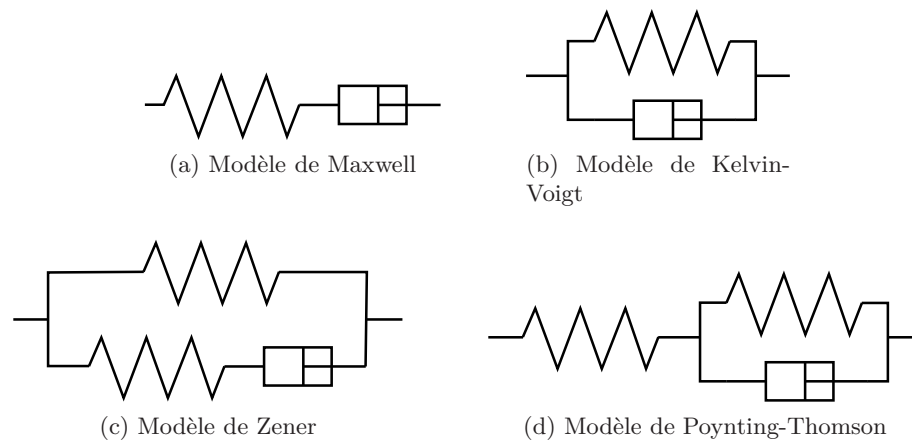 (a) Modèle de Maxwell
(b) Modèle de Kelvin-
Voigt
(c) Modèle de Zener
(d) Modèle de Poynting-Thomson